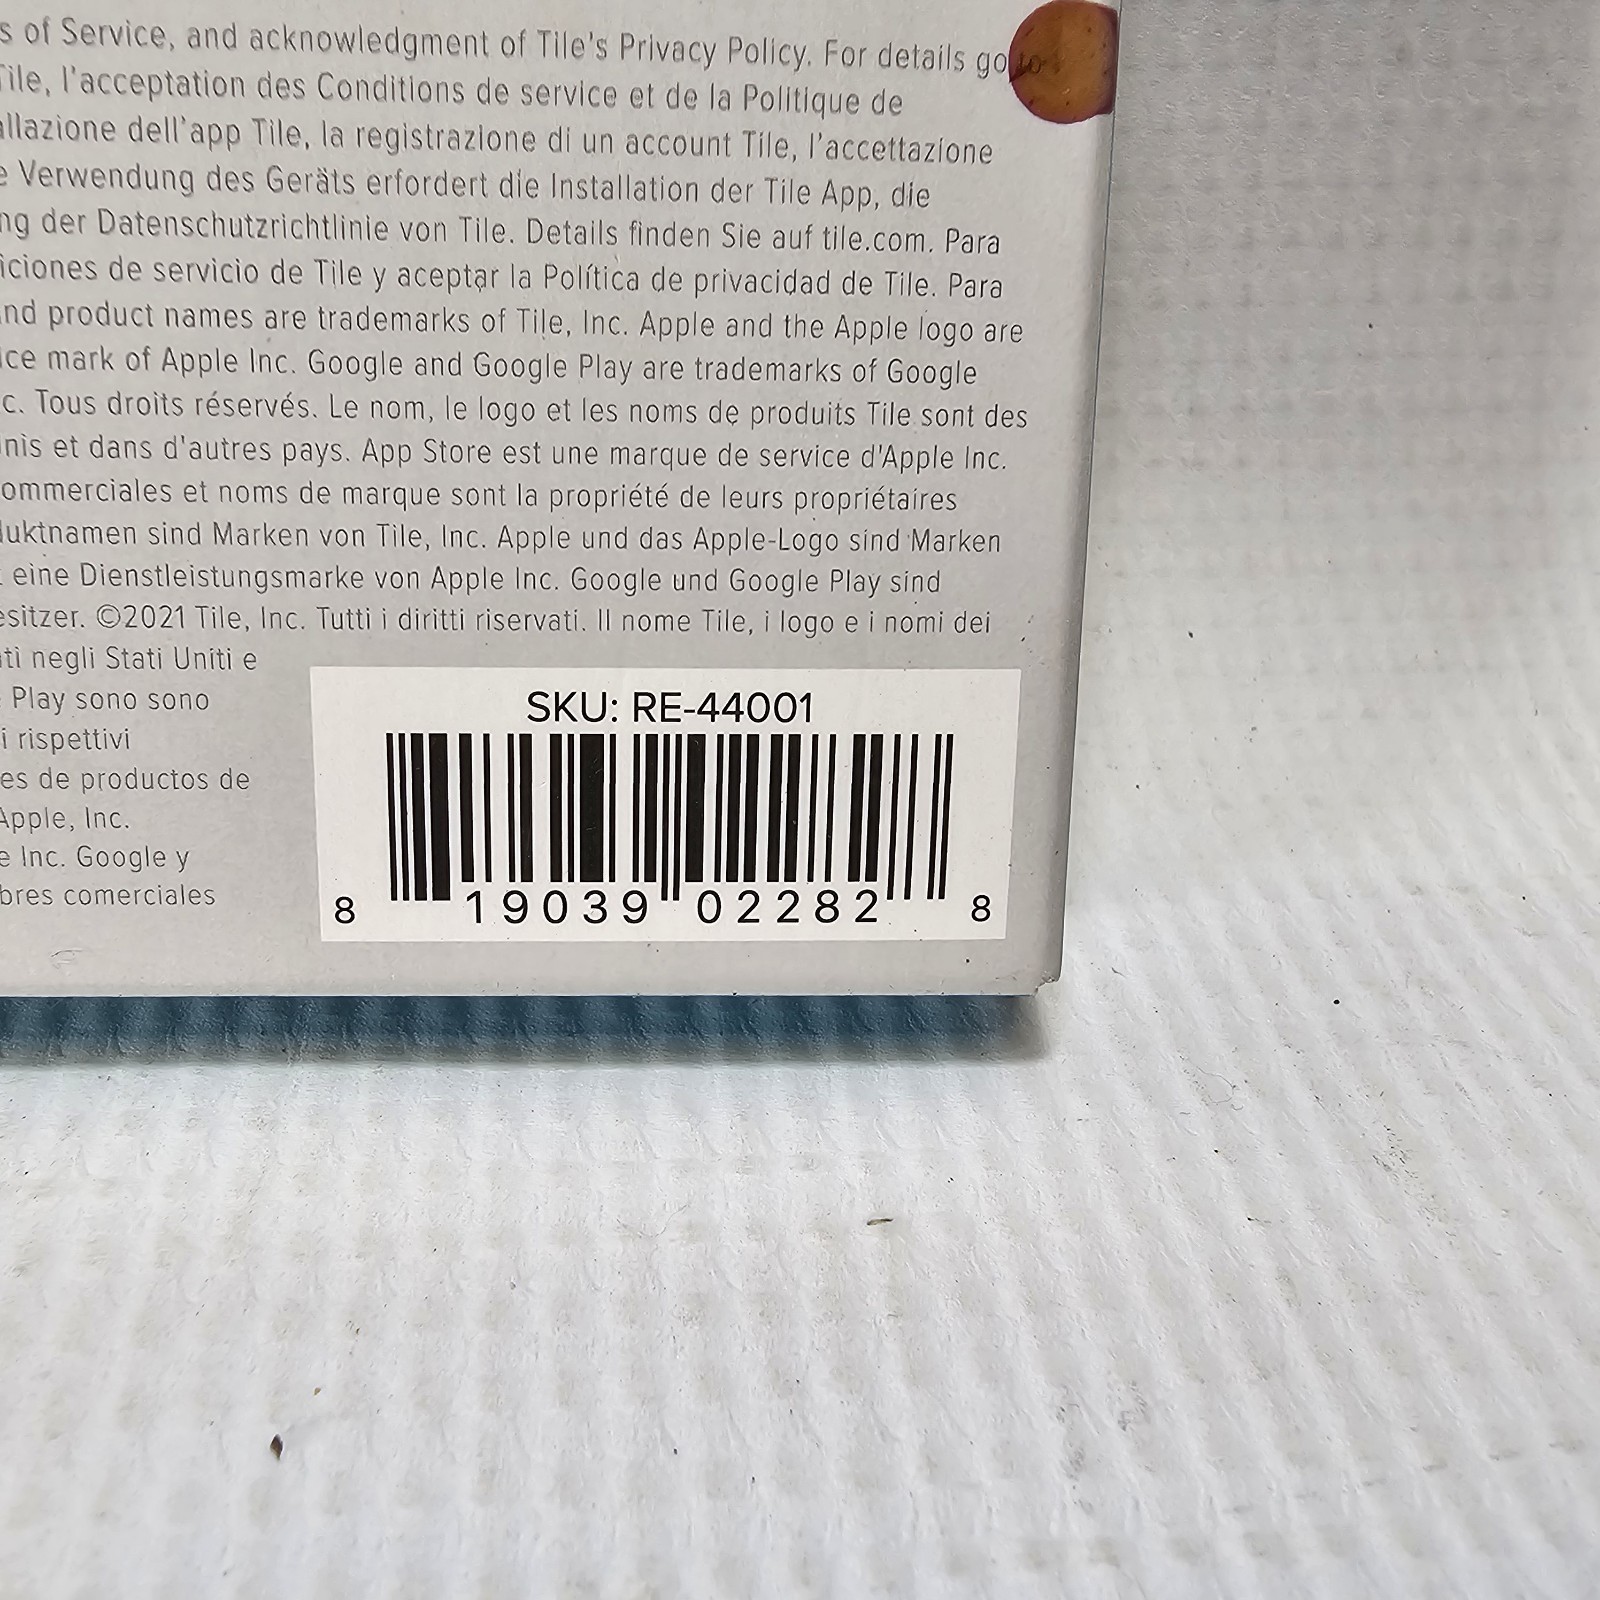 of Service, and acknowledgment of Tile's Privacy Policy. For details go to
Tile, l'acceptation des Conditions de service et de la Politique de
dell'app Tile, la registrazione di un account Tile, l'accettazione
Verwendung des Geräts erfordert die Installation der Tile App, die
der Datenschutzrichtlinie von Tile. Details finden Sie auf tile.com. Para
iciones de servicio de Tile y aceptar la Política de privacidad de Tile. Para
and product names are trademarks of Tile, Inc. Apple and the Apple logo are
ice mark of Apple Inc. Google and Google Play are trademarks of Google
c. Tous droits réservés. Le nom, le logo et les noms de produits Tile sont des
nis et dans d'autres pays. App Store est une marque de service d'Apple Inc.
ommerciales et noms de marque sont la propriété de leurs propriétaires
duktnamen sind Marken von Tile, Inc. Apple und das Apple-Logo sind Marken
eine Dienstleistungsmarke von Apple Inc. Google und Google Play sind
esitzer. ©2021 Tile, Inc. Tutti i diritti riservati. Il nome Tile, i logo e i nomi dei
ati negli Stati Uniti e
Play sono sono
i rispettivi
es de productos de
Apple, Inc.
e Inc. Google y
bres comerciales
SKU: RE-44001
8 19039 02282 8